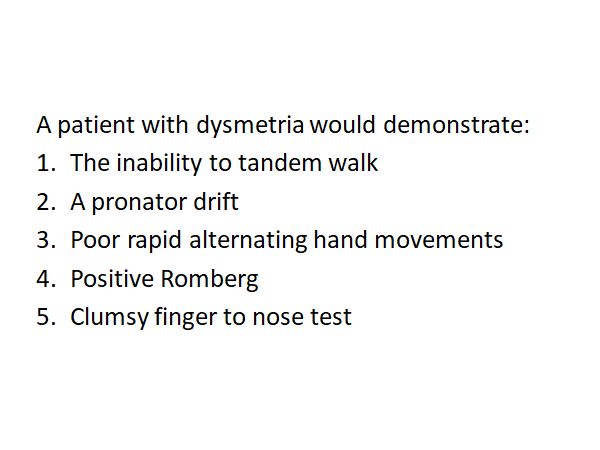 A patient with dysmetria would demonstrate:
1. The inability to tandem walk
2. A pronator drift
3. Poor rapid alternating hand movements
4. Positive Romberg
5. Clumsy finger to nose test